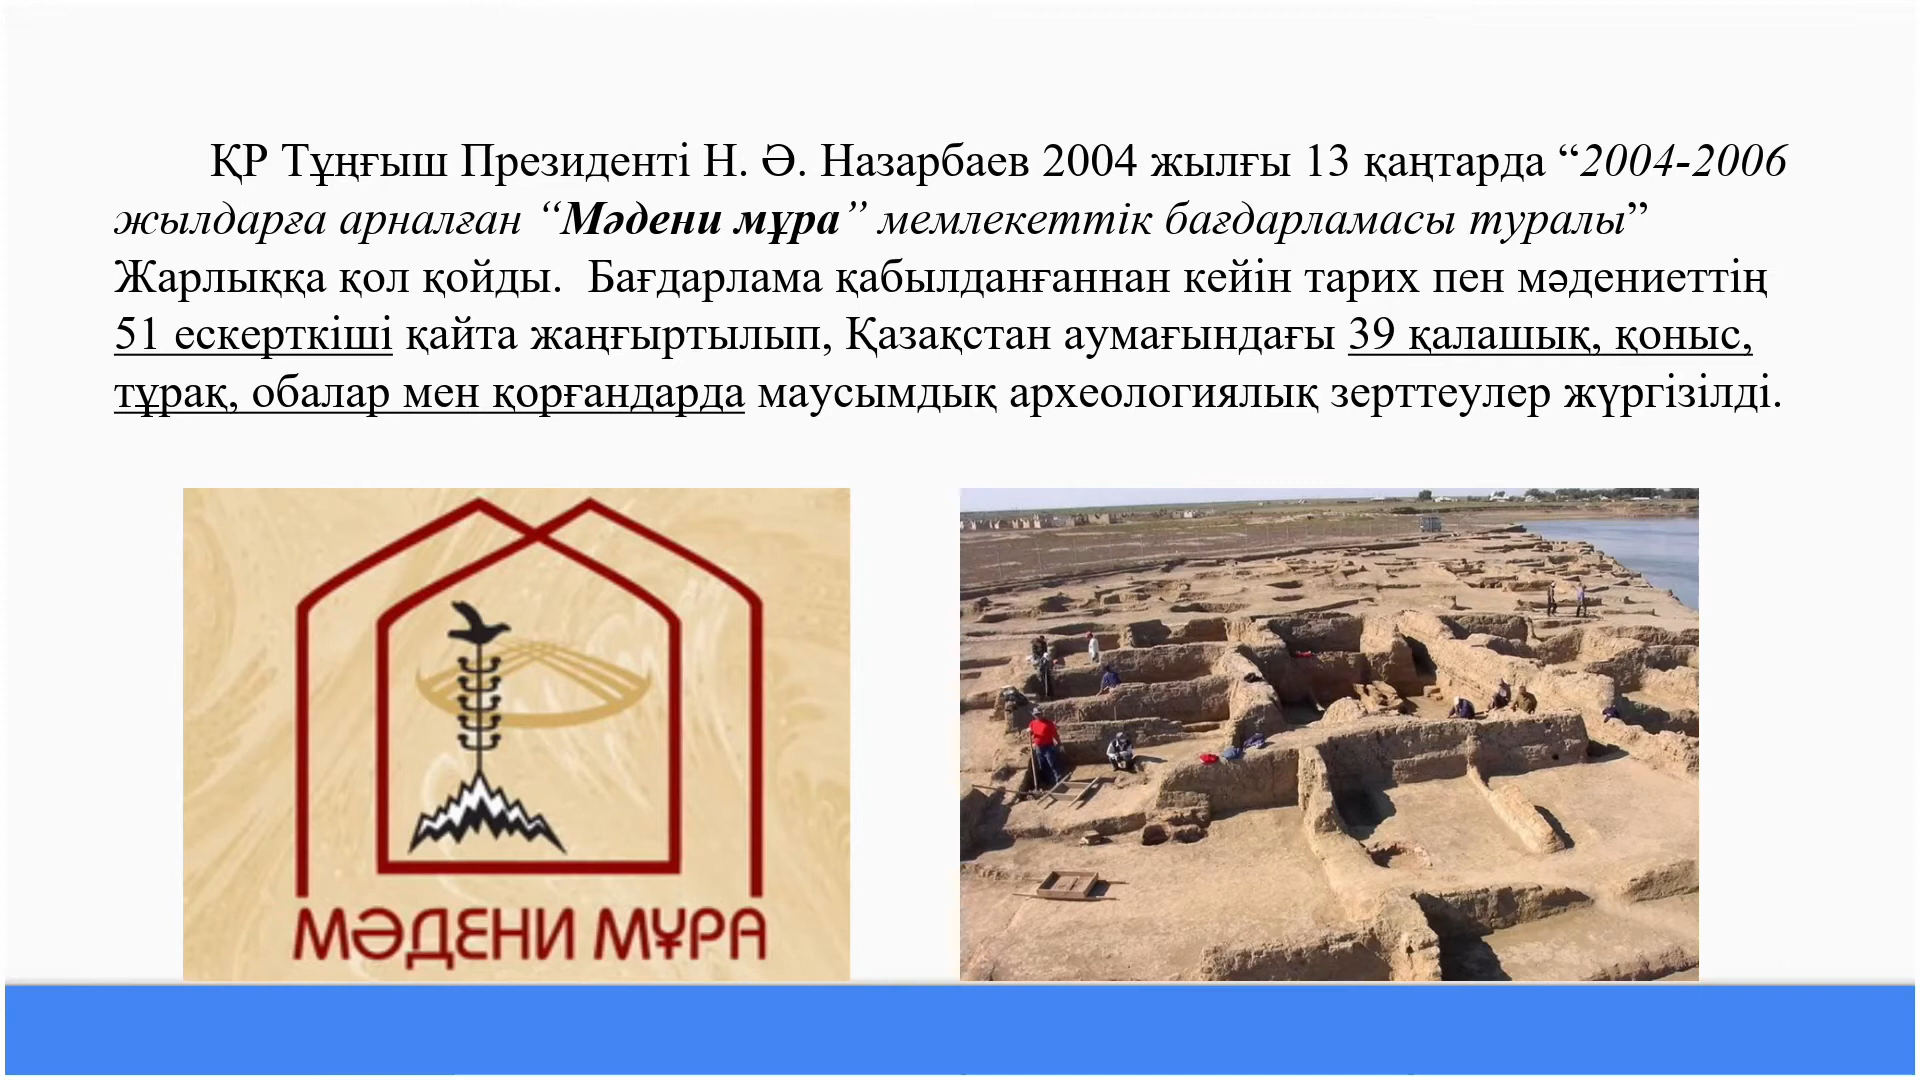 ҚР Тұңғыш Президенті Н. Ә. Назарбаев 2004 жылғы 13 қаңтарда “2004-2006
жылдарға арналған “Мәдени мұра” мемлекеттік бағдарламасы туралы”
Жарлыққа қол қойды.  Бағдарлама қабылданғаннан кейін тарих пен мәдениеттің
51 ескерткіші қайта жаңғыртылып, Қазақстан аумағындағы 39 қалашық, қоныс,
тұрақ, обалар мен қорғандарда маусымдық археологиялық зерттеулер жүргізілді.
МӘДЕНИ МҰРА